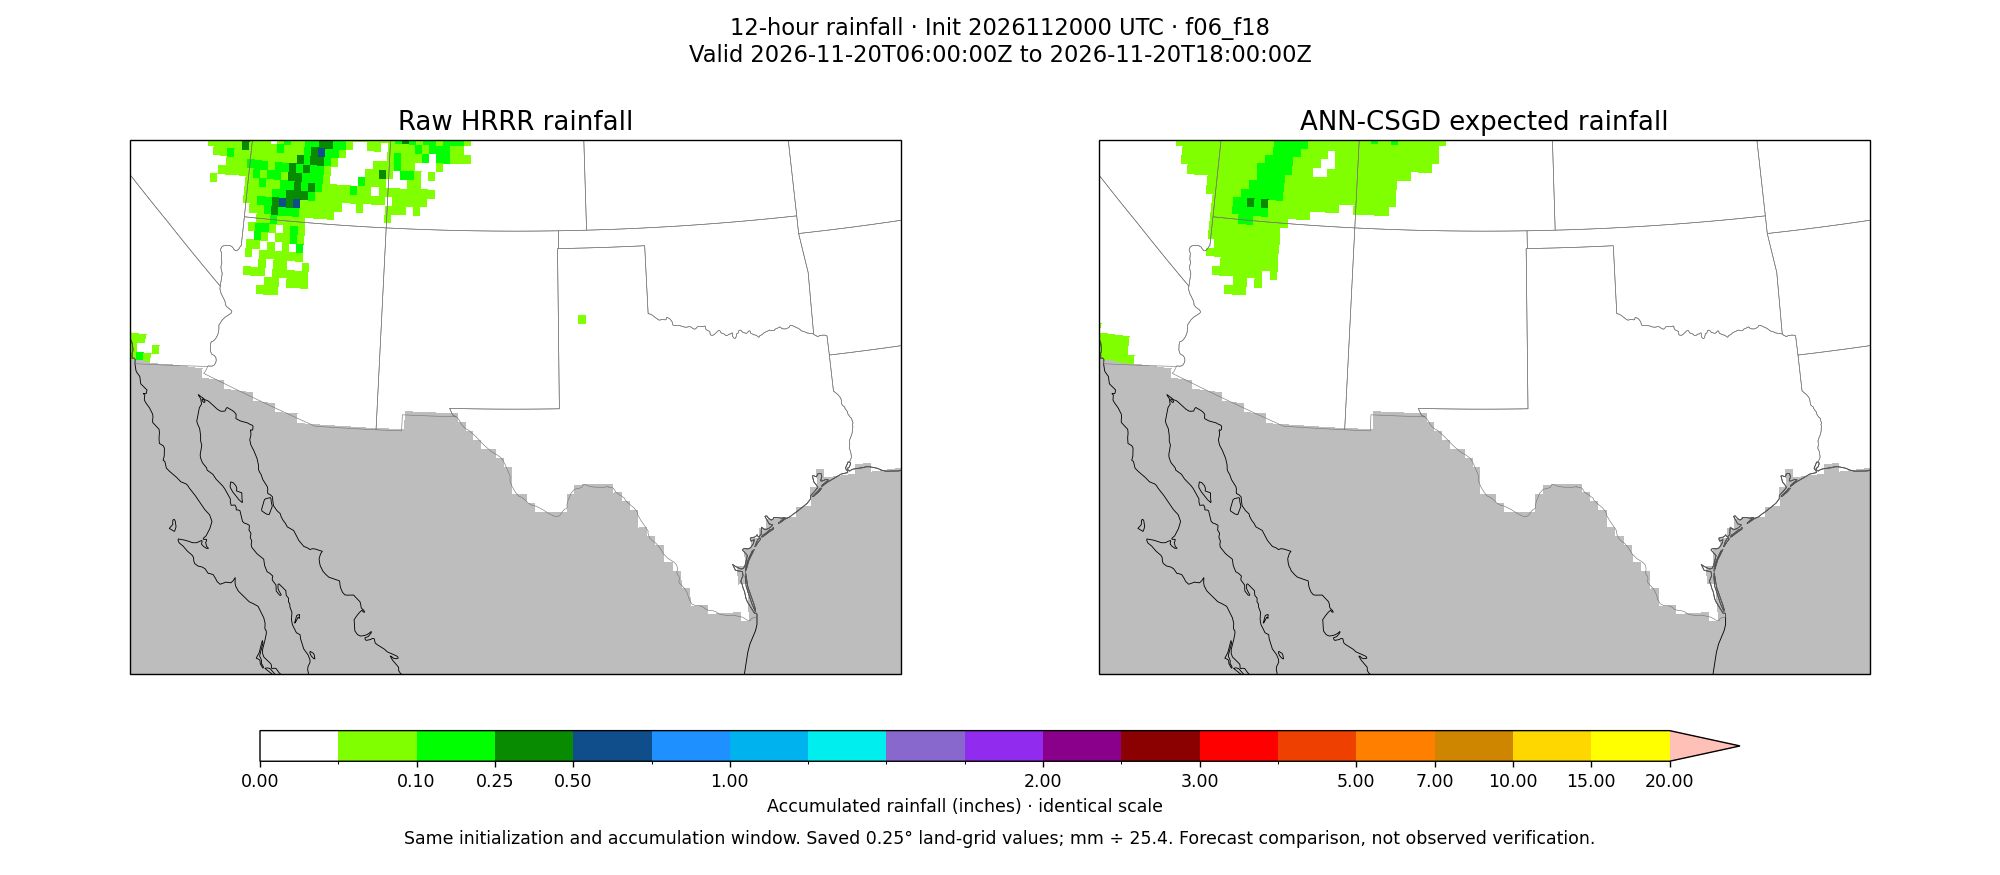 12-hour rainfall · Init 2026112000 UTC · f06_f18
Valid 2026-11-20T06:00:00Z to 2026-11-20T18:00:00Z
Raw HRRR rainfall
ANN-CSGD expected rainfall
0.00 0.10 0.25 0.50 1.00 2.00 3.00 5.00 7.00 10.00 15.00 20.00
Accumulated rainfall (inches) · identical scale
Same initialization and accumulation window. Saved 0.25° land-grid values; mm ÷ 25.4. Forecast comparison, not observed verification.